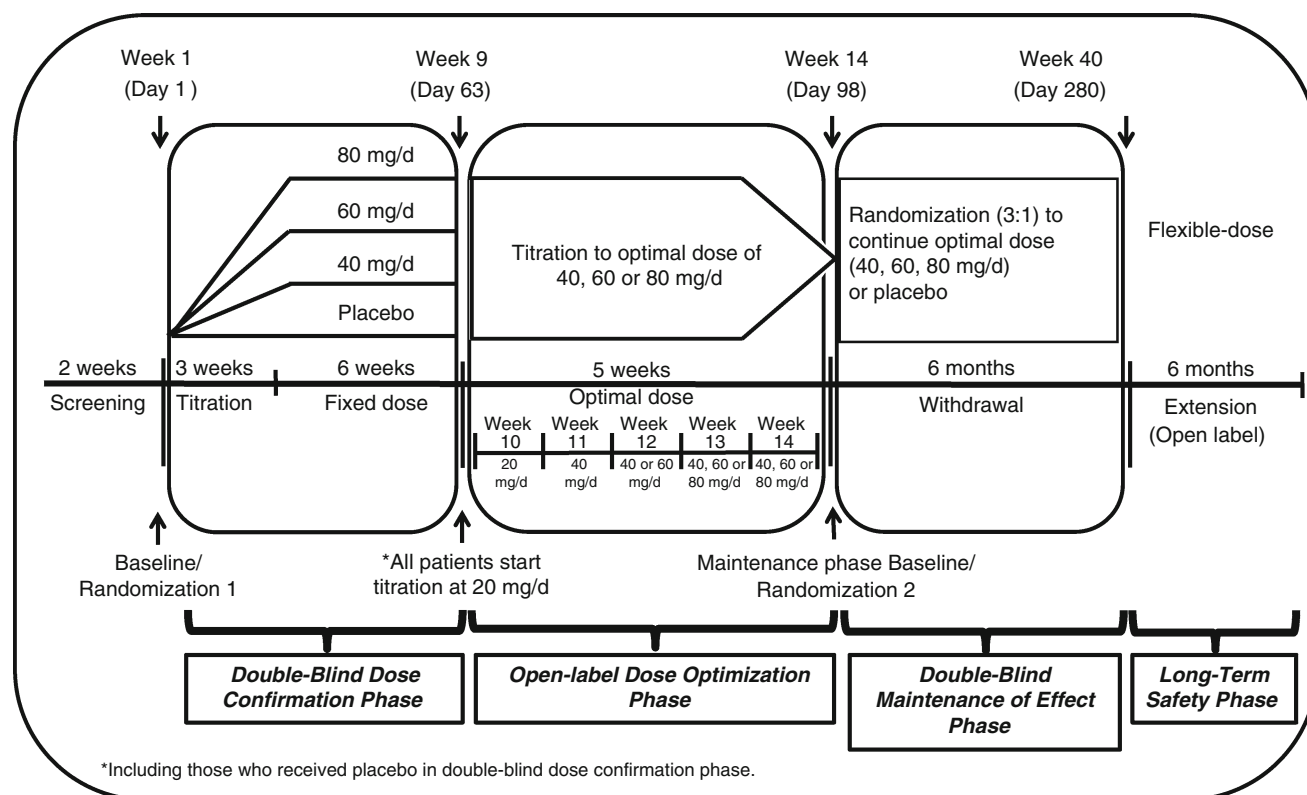 Week 1
(Day 1 )
Week 9
(Day 63)
Week 14
(Day 98)
Week 40
(Day 280)
80 mg/d
60 mg/d
40 mg/d
Placebo
Titration to optimal dose of
40, 60 or 80 mg/d
Randomization (3:1) to
continue optimal dose
(40, 60, 80 mg/d)
or placebo
Flexible-dose
2 weeks
Screening
3 weeks
Titration
6 weeks
Fixed dose
5 weeks
Optimal dose
6 months
Withdrawal
6 months
Extension
(Open label)
Week
10
20
mg/d
Week
11
40
mg/d
Week
12
40 or 60
mg/d
Week
13
40, 60 or
80 mg/d
Week
14
40, 60 or
80 mg/d
Baseline/
Randomization 1
*All patients start
titration at 20 mg/d
Maintenance phase Baseline/
Randomization 2
Double-Blind Dose
Confirmation Phase
Open-label Dose Optimization
Phase
Double-Blind
Maintenance of Effect
Phase
Long-Term
Safety Phase
*Including those who received placebo in double-blind dose confirmation phase.